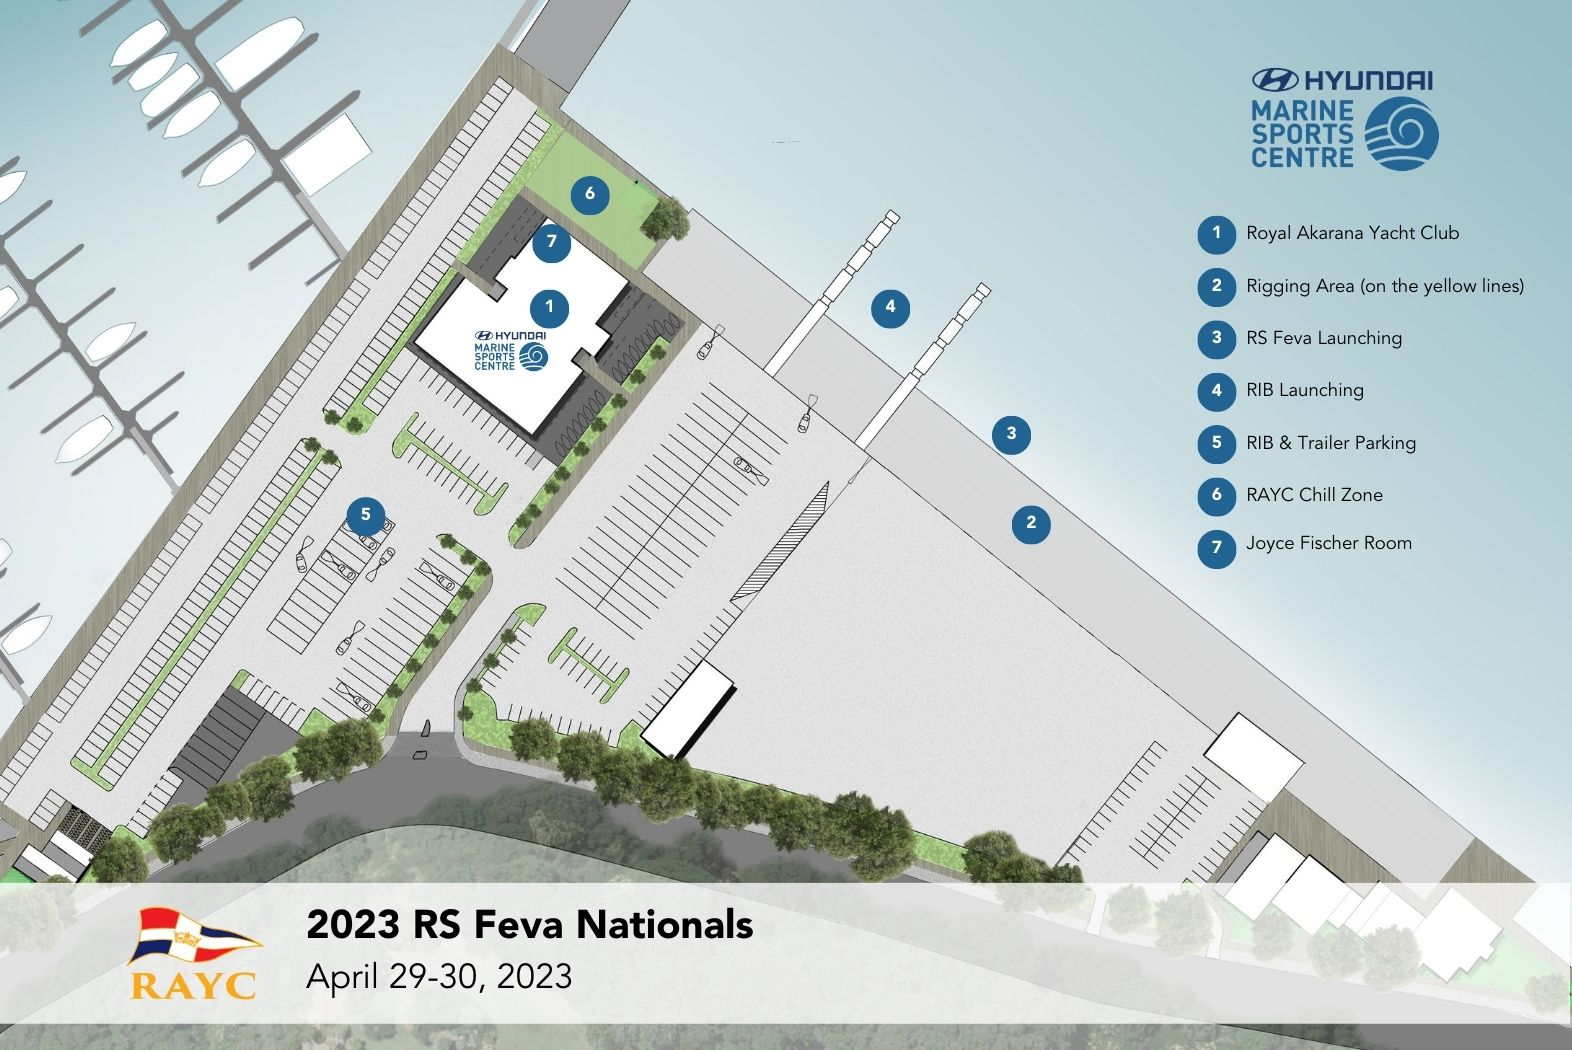 HYUNDAI
MARINE
SPORTS
CENTRE
1 Royal Akarana Yacht Club
2 Rigging Area (on the yellow lines)
3 RS Feva Launching
4 RIB Launching
5 RIB & Trailer Parking
6 RAYC Chill Zone
7 Joyce Fischer Room
6
7
1
HYUNDAI
MARINE
SPORTS
CENTRE
4
3
2
5
RAYC
2023 RS Feva Nationals
April 29-30, 2023